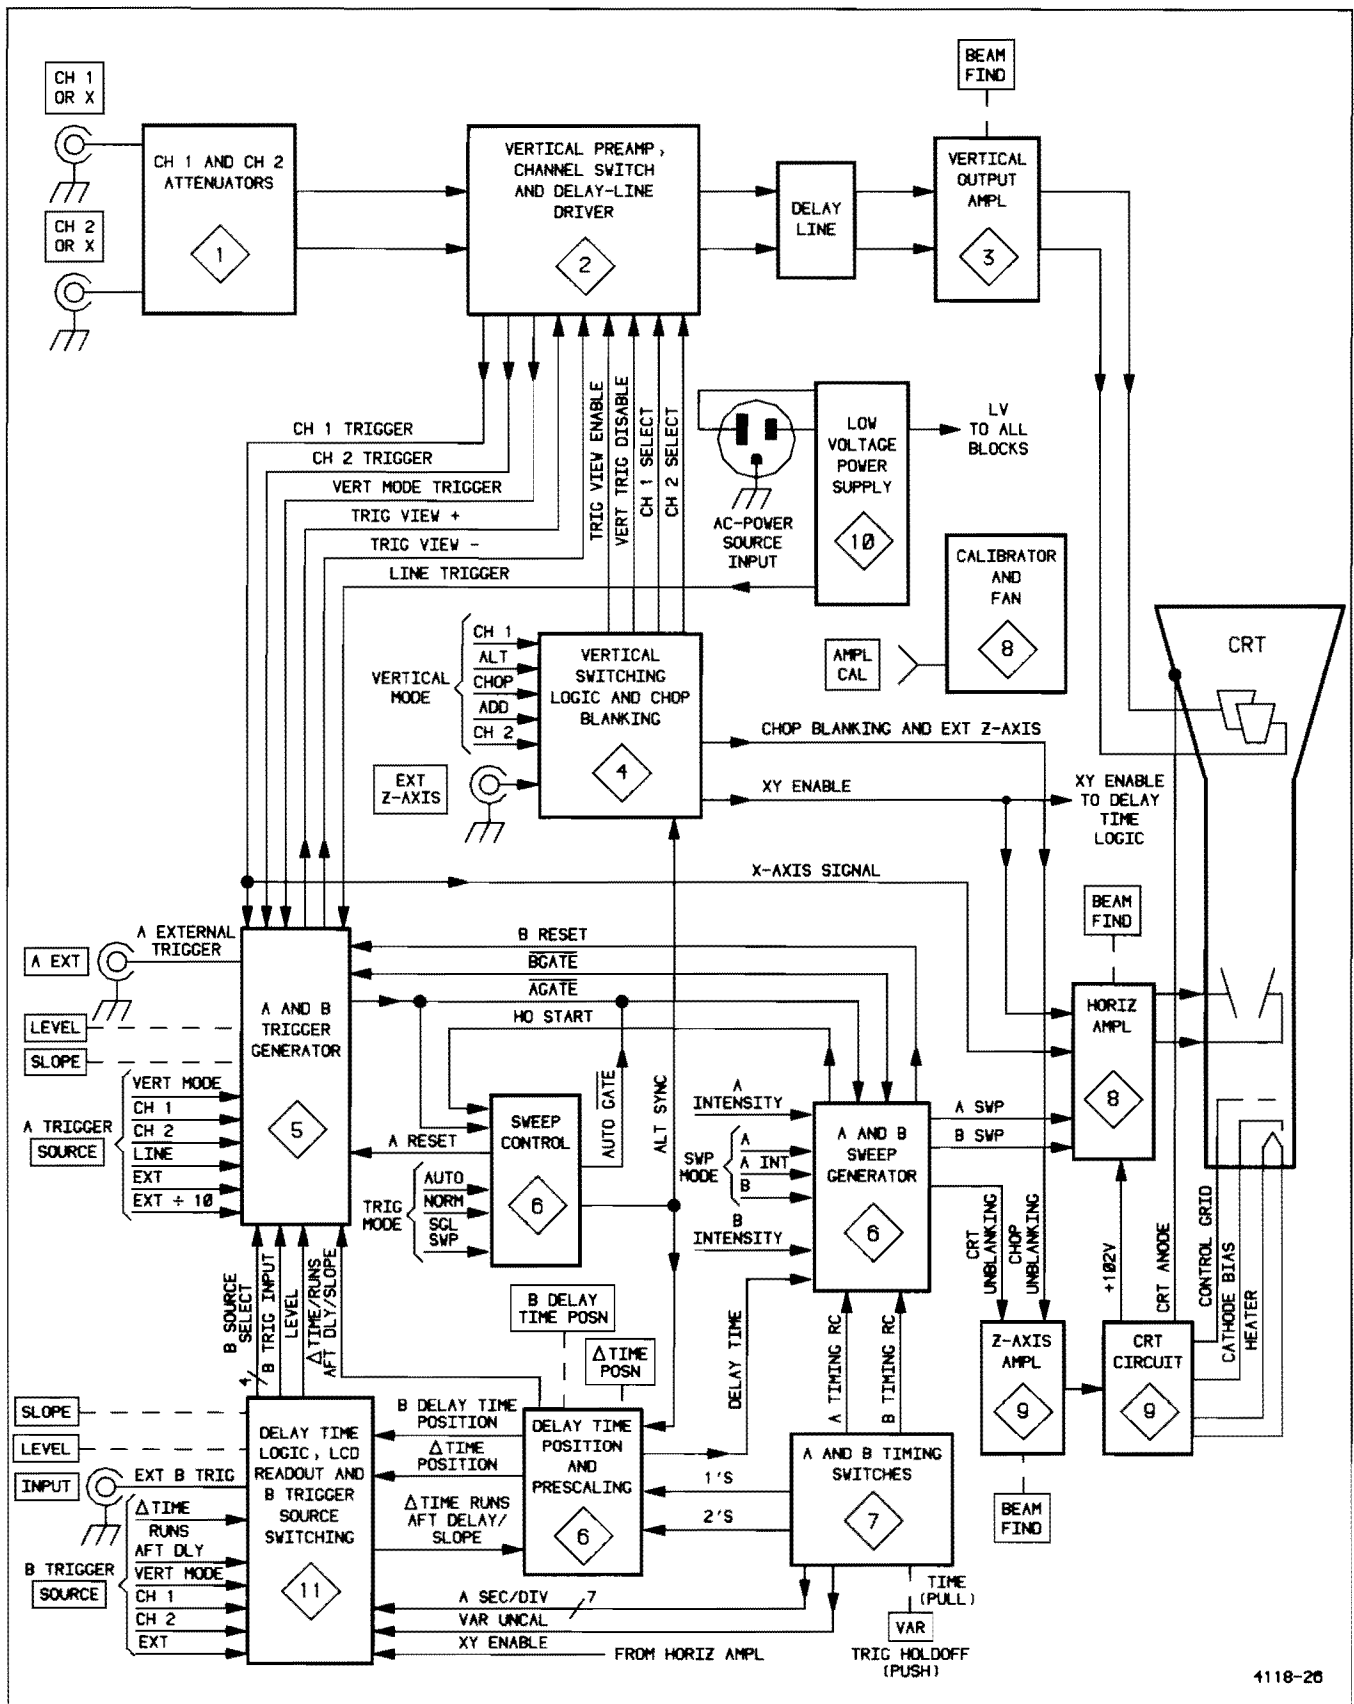 CH 1
OR X
CH 2
OR X
CH 1 AND CH 2
ATTENUATORS
1
VERTICAL PREAMP,
CHANNEL SWITCH
AND DELAY-LINE
DRIVER
2
DELAY
LINE
BEAM
FIND
VERTICAL
OUTPUT
AMPL
3
CH 1 TRIGGER
CH 2 TRIGGER
VERT MODE TRIGGER
TRIG VIEW +
TRIG VIEW -
LINE TRIGGER
TRIG VIEW ENABLE
VERT TRIG DISABLE
CH 1 SELECT
CH 2 SELECT
AC-POWER
SOURCE
INPUT
LOW
VOLTAGE
POWER
SUPPLY
10
LV
TO ALL
BLOCKS
CALIBRATOR
AND
FAN
8
AMPL
CAL
CRT
VERTICAL
MODE
CH 1
ALT
CHOP
ADD
CH 2
EXT
Z-AXIS
VERTICAL
SWITCHING
LOGIC AND CHOP
BLANKING
4
CHOP BLANKING AND EXT Z-AXIS
XY ENABLE
XY ENABLE
TO DELAY
TIME
LOGIC
X-AXIS SIGNAL
BEAM
FIND
A EXT
A EXTERNAL
TRIGGER
LEVEL
SLOPE
A TRIGGER
SOURCE
VERT MODE
CH 1
CH 2
LINE
EXT
EXT ÷ 10
A AND B
TRIGGER
GENERATOR
5
B RESET
BGATE
AGATE
HO START
A RESET
TRIG
MODE
AUTO
NORM
SGL
SWP
SWEEP
CONTROL
6
AUTO GATE
ALT SYNC
A
INTENSITY
SWP
MODE
A
A INT
B
B
INTENSITY
A AND B
SWEEP
GENERATOR
6
A SWP
B SWP
HORIZ
AMPL
8
CRT
UNBLANKING
CHOP
UNBLANKING
+102V
CRT ANODE
CONTROL GRID
CATHODE BIAS
HEATER
B SOURCE
SELECT
4
B TRIG INPUT
LEVEL
ΔTIME/RUNS
AFT DLY/SLOPE
B DELAY
TIME POSN
ΔTIME
POSN
DELAY TIME
A TIMING RC
B TIMING RC
Z-AXIS
AMPL
9
CRT
CIRCUIT
9
BEAM
FIND
SLOPE
LEVEL
INPUT
EXT B TRIG
B TRIGGER
SOURCE
ΔTIME
RUNS
AFT DLY
VERT MODE
CH 1
CH 2
EXT
DELAY TIME
LOGIC, LCD
READOUT AND
B TRIGGER
SOURCE
SWITCHING
11
B DELAY TIME
POSITION
ΔTIME
POSITION
ΔTIME RUNS
AFT DELAY/
SLOPE
DELAY TIME
POSITION
AND
PRESCALING
6
1'S
2'S
A AND B TIMING
SWITCHES
7
A SEC/DIV
7
VAR UNCAL
XY ENABLE
FROM HORIZ AMPL
TIME
(PULL)
VAR
TRIG HOLDOFF
(PUSH)
4118-26